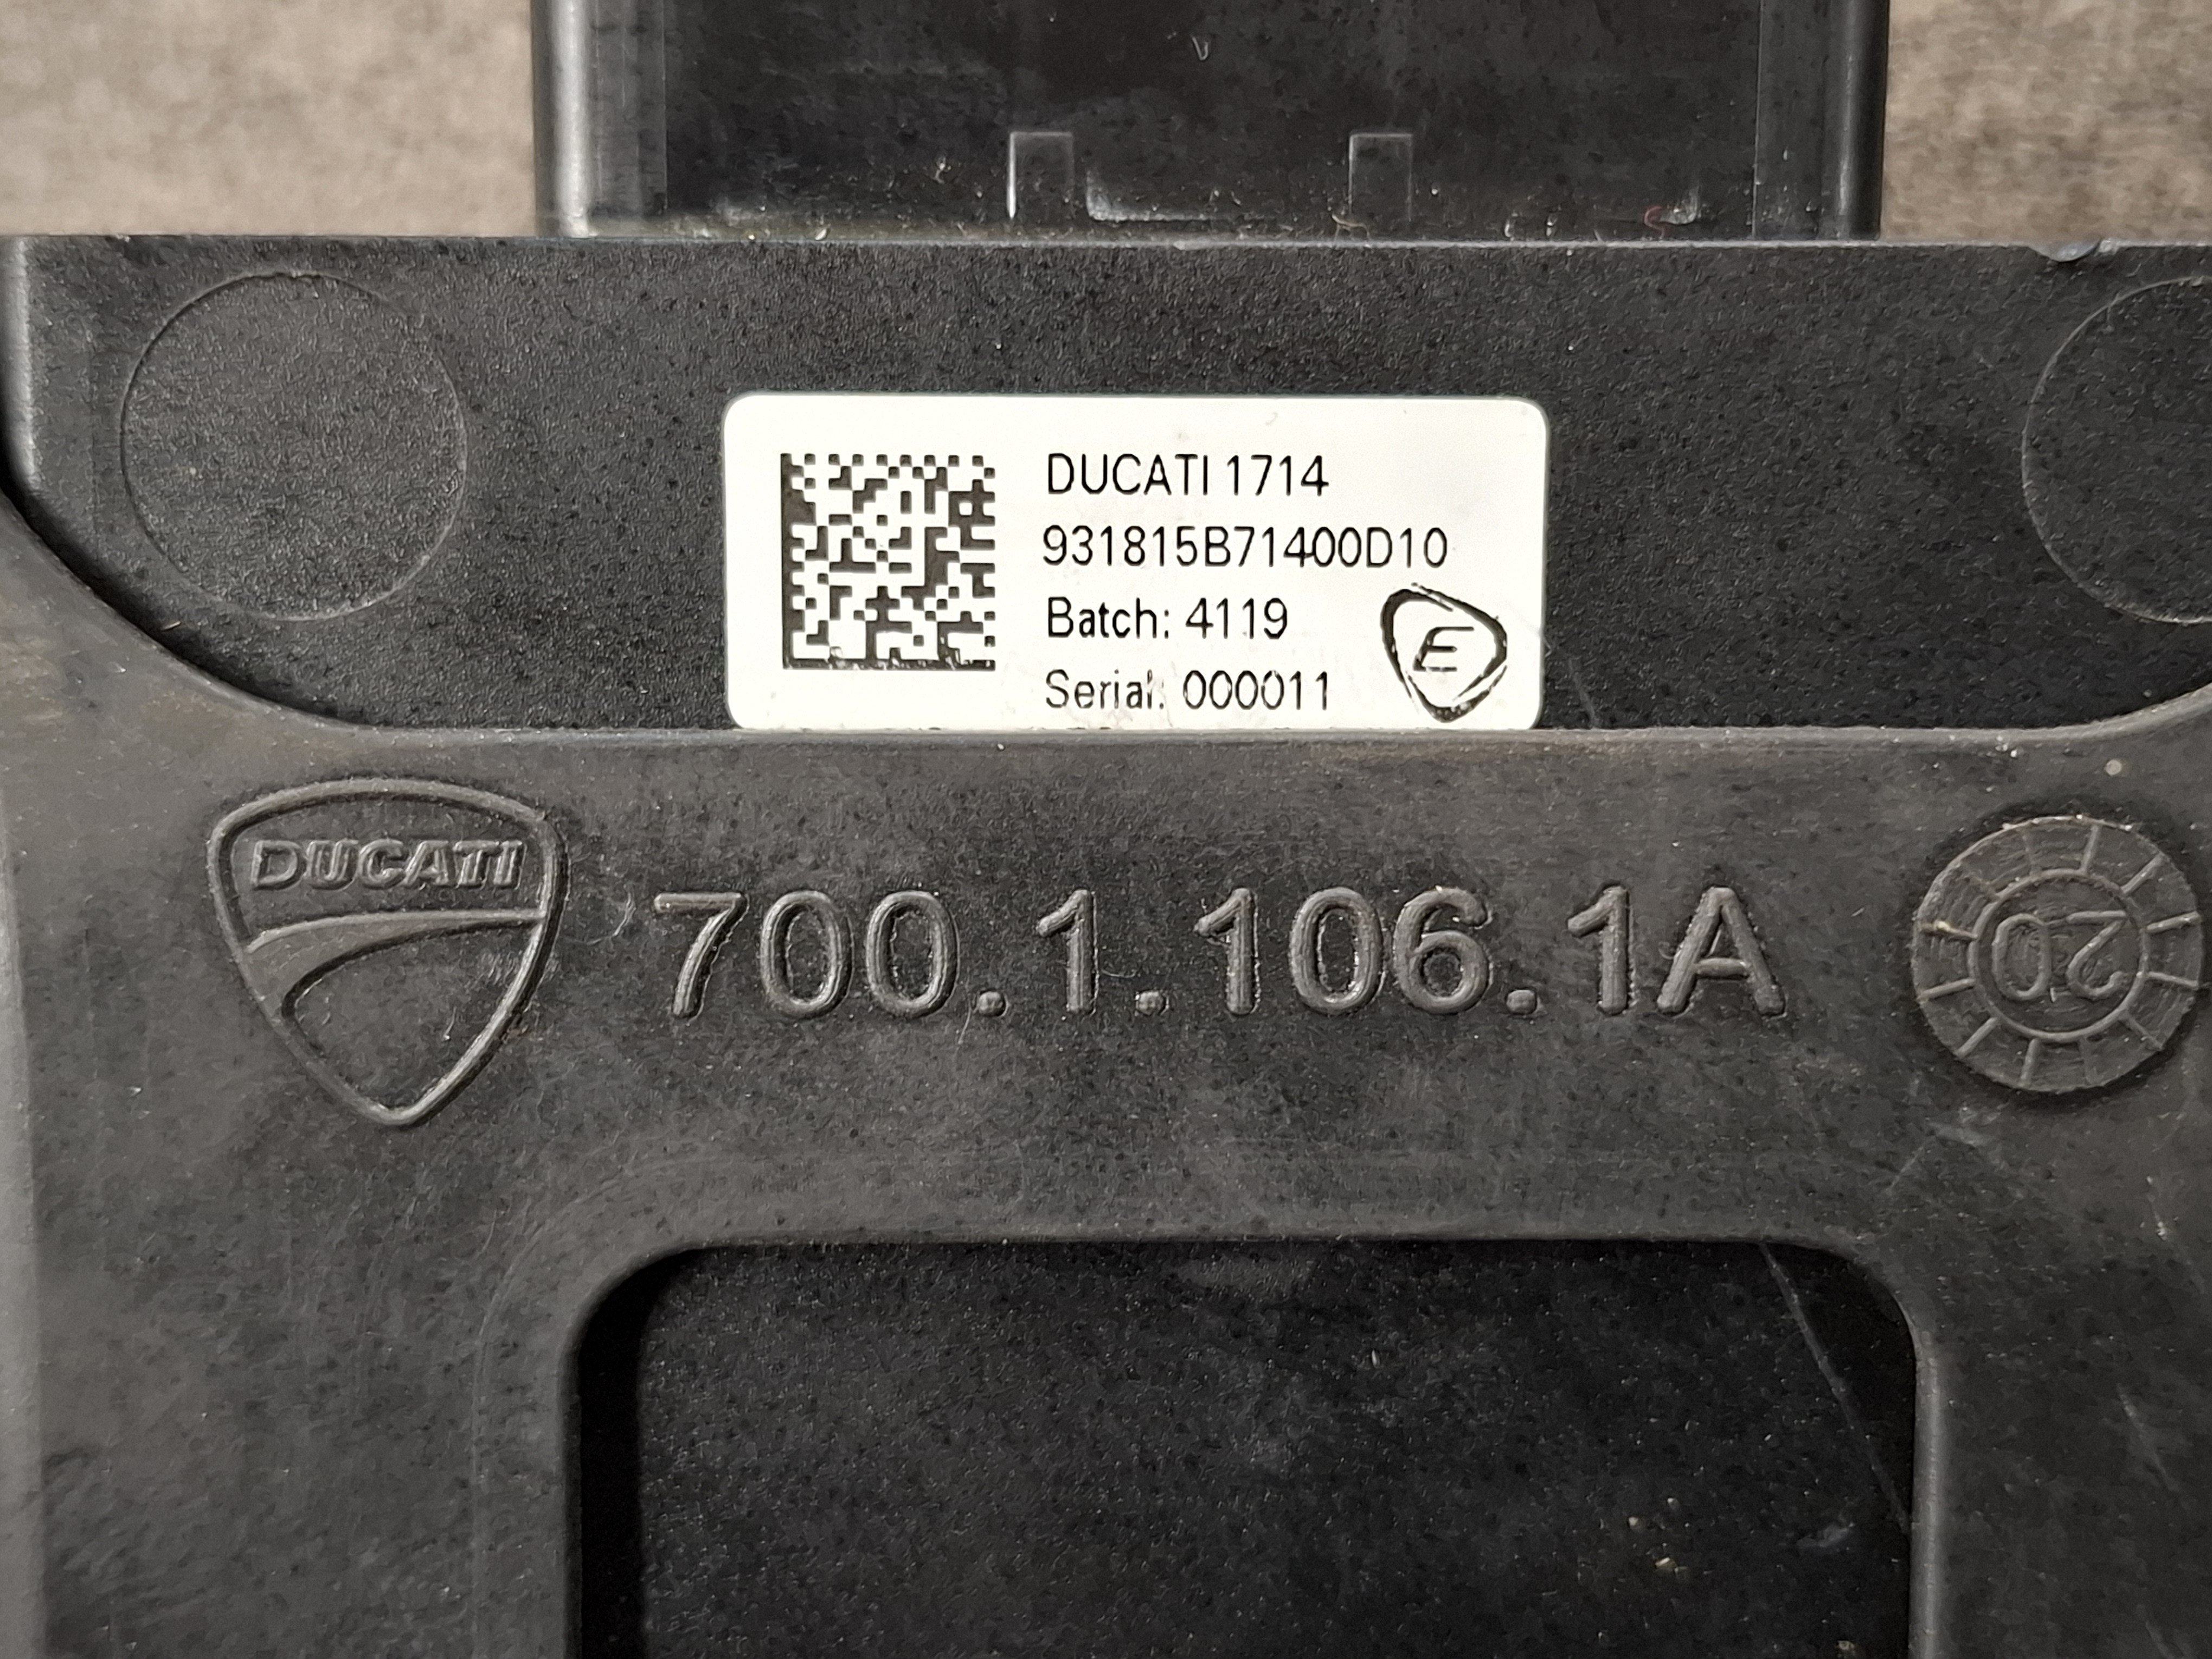 DUCATI 1714
931815B71400D10
Batch: 4119
Serial: 000011
E
DUCATI
700.1.106.1A
20